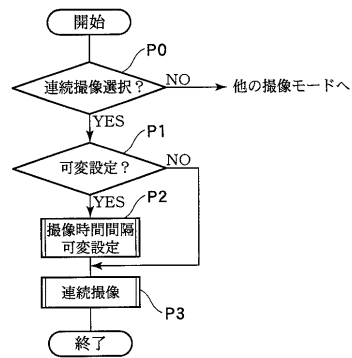 開始
P0
連続撮像選択？
NO
他の撮像モードへ
YES
P1
可変設定？
NO
YES
P2
撮像時間間隔
可変設定
連続撮像
P3
終了